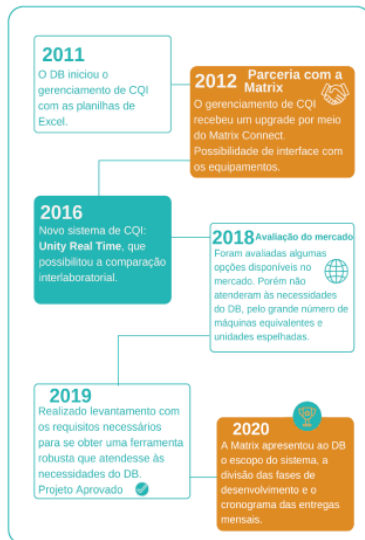 2011
O DB iniciou o
gerenciamento de CQI
com as planilhas de
Excel.
2012 Parceria com a
Matrix
O gerenciamento de CQI
recebeu um upgrade por meio
do Matrix Connect.
Possibilidade de interface com
os equipamentos.
2016
Novo sistema de CQI:
Unity Real Time, que
possibilitou a comparação
interlaboratorial.
2018 Avaliação do mercado
Foram avaliadas algumas
opções disponíveis no
mercado. Porém não
atenderam às necessidades
do DB, pelo grande número de
máquinas equivalentes e
unidades espelhadas.
2019
Realizado levantamento com
os requisitos necessários
para se obter uma ferramenta
robusta que atendesse às
necessidades do DB.
Projeto Aprovado
2020
A Matrix apresentou ao DB
o escopo do sistema, a
divisão das fases de
desenvolvimento e o
cronograma das entregas
mensais.